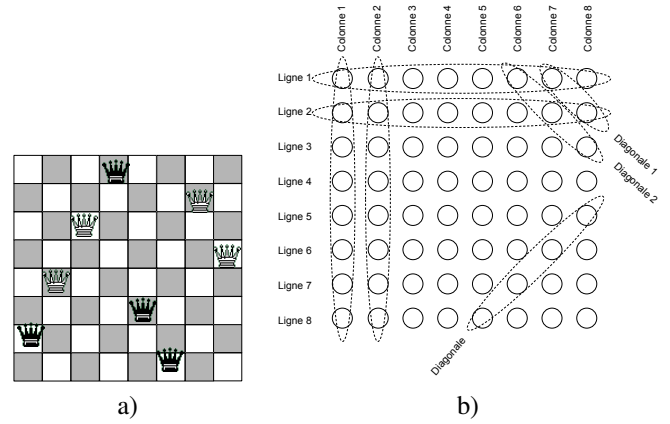 Colonne 1
Colonne 2
Colonne 3
Colonne 4
Colonne 5
Colonne 6
Colonne 7
Colonne 8
Ligne 1
Ligne 2
Ligne 3
Ligne 4
Ligne 5
Ligne 6
Ligne 7
Ligne 8
Diagonale 1
Diagonale 2
Diagonale
a)
b)